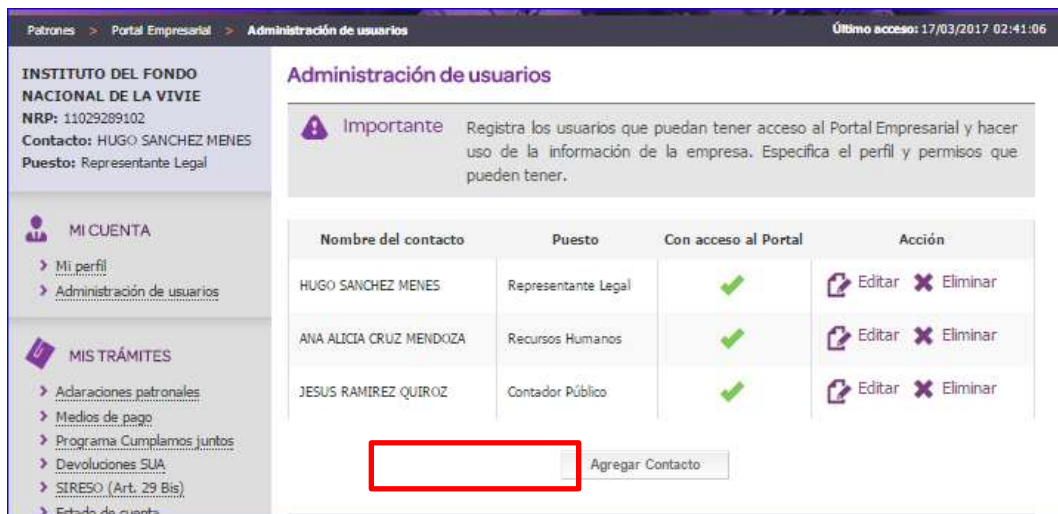 Patrones > Portal Empresarial > Administración de usuarios
Último acceso: 17/03/2017 02:41:06
INSTITUTO DEL FONDO
NACIONAL DE LA VIVIE
NRP: 11029289102
Contacto: HUGO SANCHEZ MENES
Puesto: Representante Legal
MI CUENTA
Mi perfil
Administración de usuarios
MIS TRÁMITES
Aclaraciones patronales
Medios de pago
Programa Cumplamos juntos
Devoluciones SUA
SIRESO (Art. 29 Bis)
Estado de cuenta
Administración de usuarios
Importante
Registra los usuarios que puedan tener acceso al Portal Empresarial y hacer
uso de la información de la empresa. Especifica el perfil y permisos que
pueden tener.
Nombre del contacto Puesto Con acceso al Portal Acción
HUGO SANCHEZ MENES Representante Legal Editar Eliminar
ANA ALICIA CRUZ MENDOZA Recursos Humanos Editar Eliminar
JESUS RAMIREZ QUIROZ Contador Público Editar Eliminar
Agregar Contacto